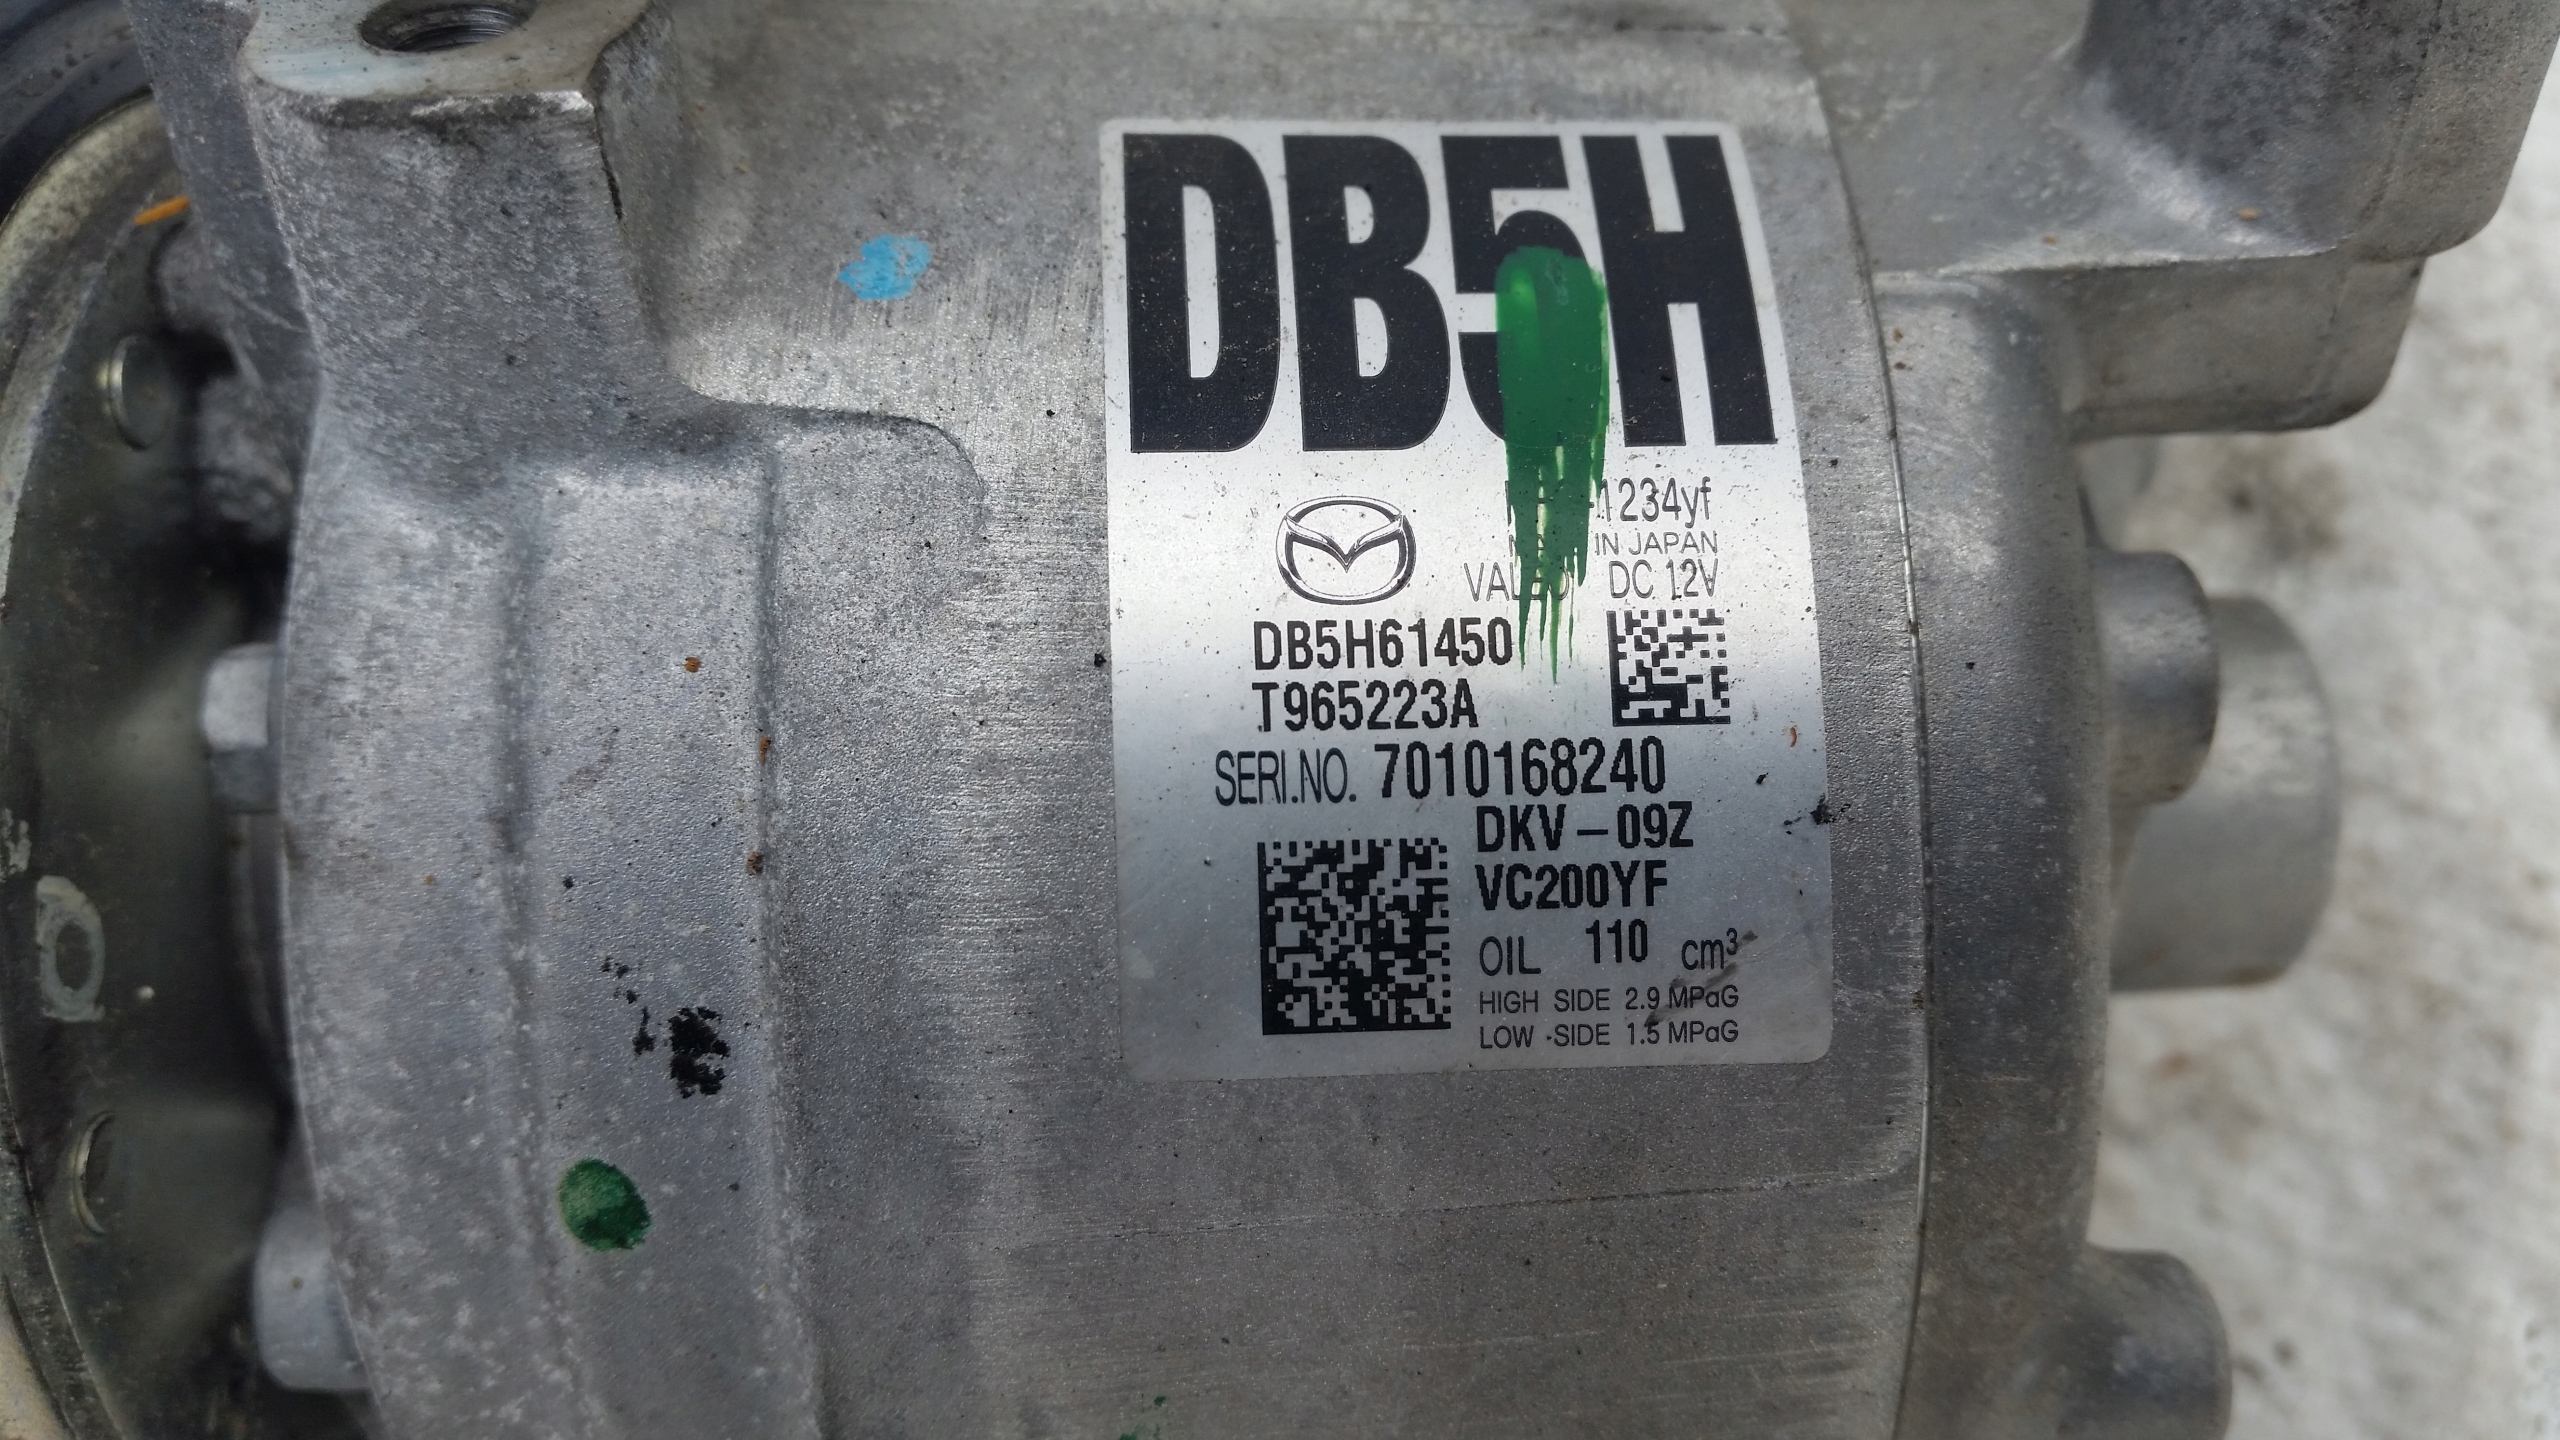 DB5H
-1234yf
IN JAPAN
VALEO DC 12V
DB5H61450
T965223A
SERI.NO. 7010168240
DKV-09Z
VC200YF
OIL 110 cm³
HIGH SIDE 2.9 MPaG
LOW SIDE 1.5 MPaG